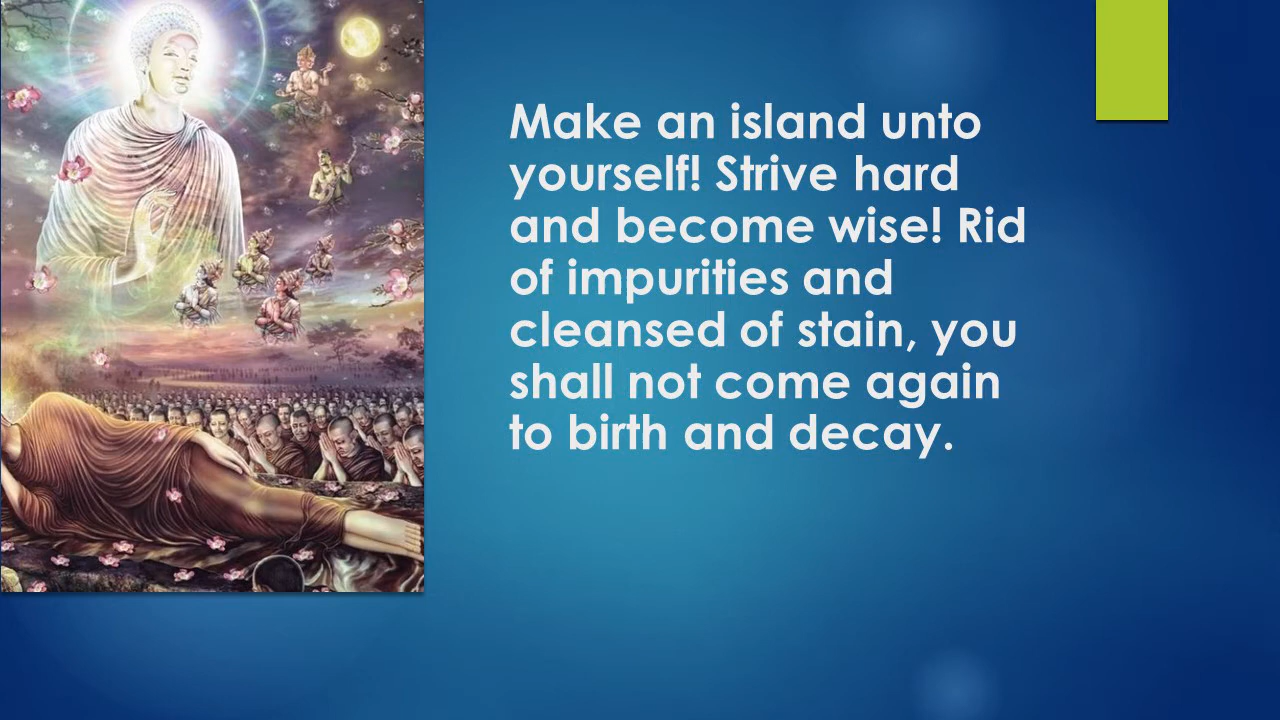 Make an island unto
yourself! Strive hard
and become wise! Rid
of impurities and
cleansed of stain, you
shall not come again
to birth and decay.